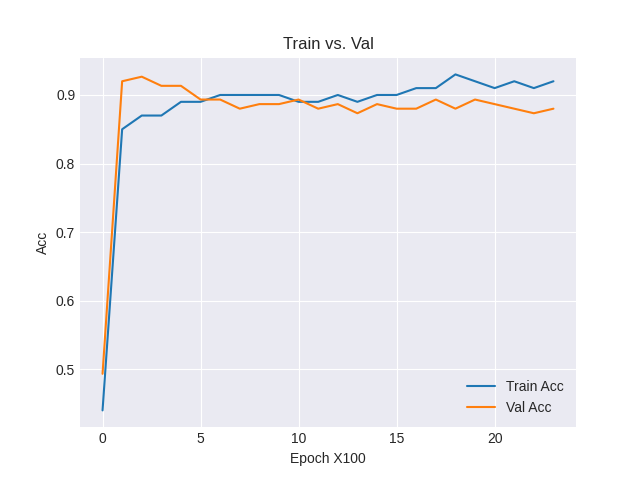 Train vs. Val
Acc
0.9
0.8
0.7
0.6
0.5
0 5 10 15 20
Epoch X100
Train Acc
Val Acc